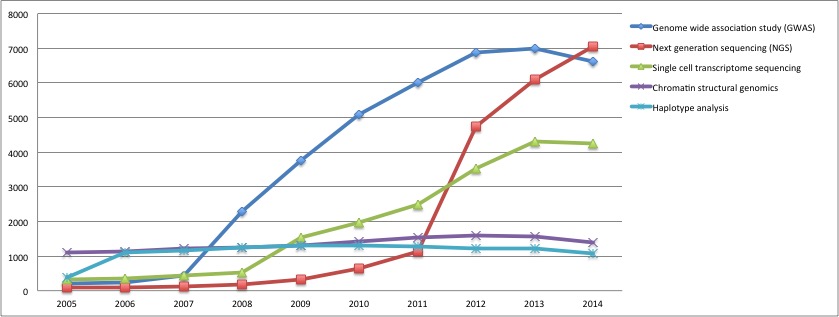 8000
7000
6000
5000
4000
3000
2000
1000
0
2005 2006 2007 2008 2009 2010 2011 2012 2013 2014
Genome wide association study (GWAS)
Next generation sequencing (NGS)
Single cell transcriptome sequencing
Chromatin structural genomics
Haplotype analysis